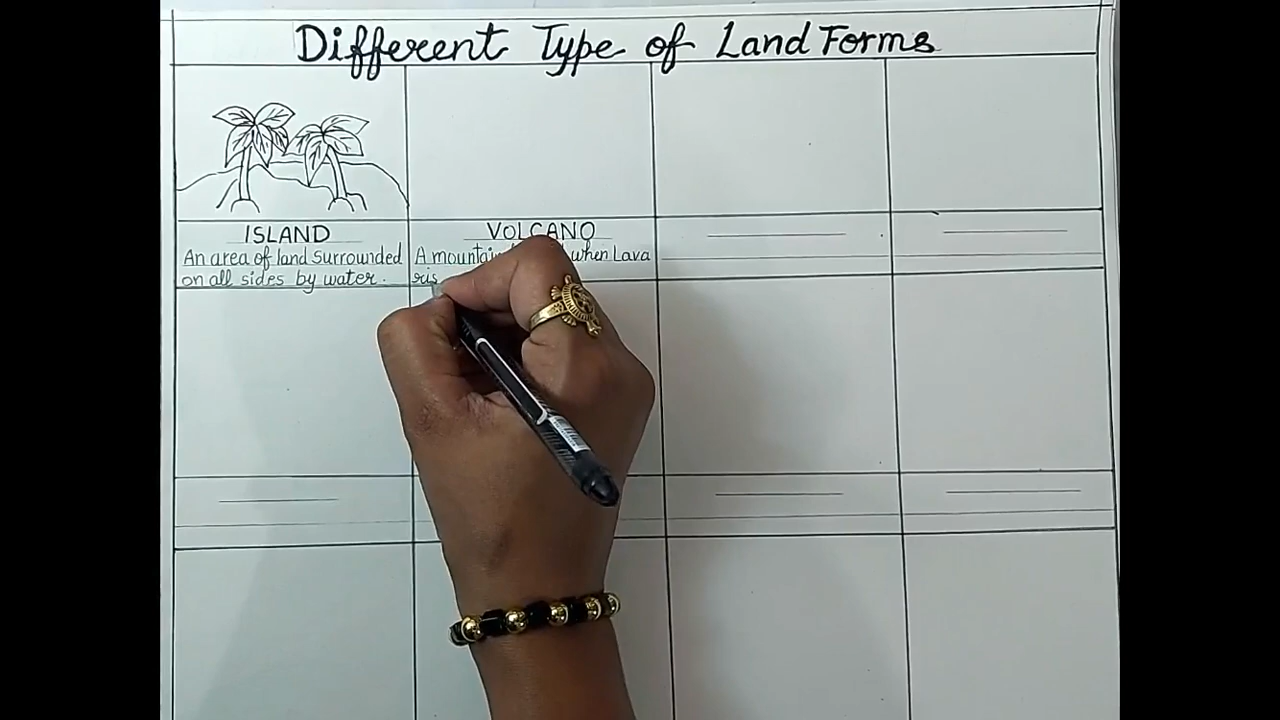 Different Type of Land Forms
ISLAND
An area of land surrounded
on all sides by water.
VOLCANO
A mountain when Lava
ris